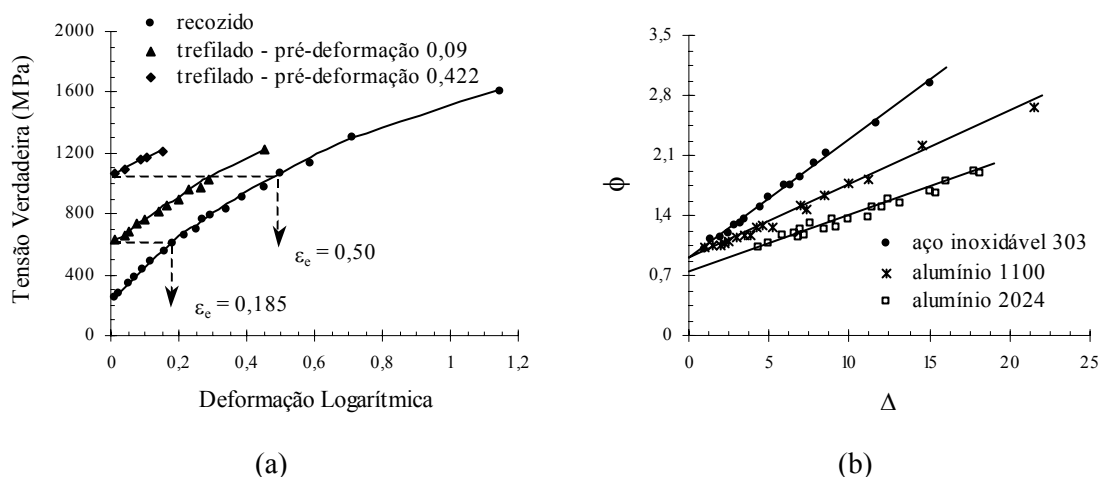 2000
1600
1200
800
400
0
Tensão Verdadeira (MPa)
recozido
trefilado - pré-deformação 0,09
trefilado - pré-deformação 0,422
εe = 0,50
εe = 0,185
0 0,2 0,4 0,6 0,8 1 1,2
Deformação Logarítmica
(a)
3,5
2,8
2,1
1,4
0,7
0
ϕ
aço inoxidável 303
alumínio 1100
alumínio 2024
0 5 10 15 20 25
Δ
(b)